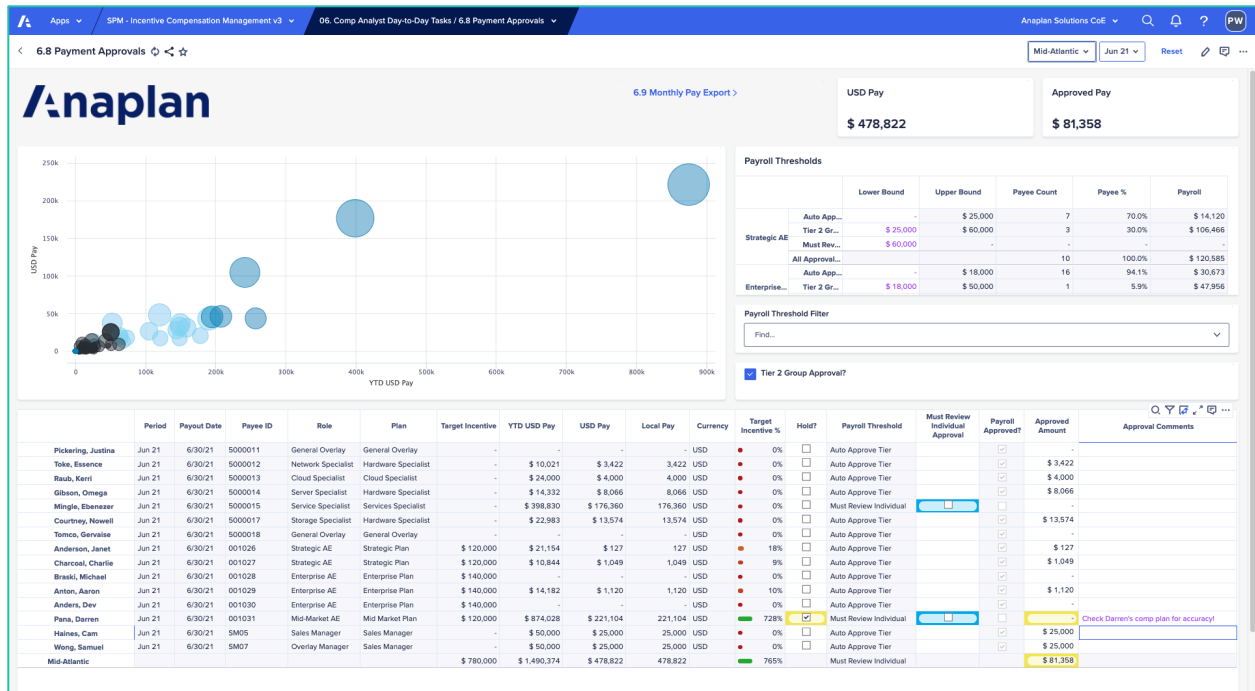 Apps
SPM - Incentive Compensation Management v3
06. Comp Analyst Day-to-Day Tasks / 6.8 Payment Approvals
Anaplan Solutions CoE
?
PW
6.8 Payment Approvals
Mid-Atlantic
Jun 21
Reset
Anaplan
6.9 Monthly Pay Export >
USD Pay
$ 478,822
Approved Pay
$ 81,358
250k
200k
150k
100k
50k
0
USD Pay
0 100k 200k 300k 400k 500k 600k 700k 800k 900k
YTD USD Pay
Payroll Thresholds
Lower Bound Upper Bound Payee Count Payee % Payroll
Strategic AE
Auto App... - $ 25,000 7 70.0% $ 14,120
Tier 2 Gr... $ 25,000 $ 60,000 3 30.0% $ 106,466
Must Rev... $ 60,000 - - - -
All Approval... 10 100.0% $ 120,585
Enterprise...
Auto App... - $ 18,000 16 94.1% $ 30,673
Tier 2 Gr... $ 18,000 $ 50,000 1 5.9% $ 47,956
Payroll Threshold Filter
Find...
Tier 2 Group Approval?
Period Payout Date Payee ID Role Plan Target Incentive YTD USD Pay USD Pay Local Pay Currency Target Incentive % Hold? Payroll Threshold Must Review Individual Approval Payroll Approved? Approved Amount Approval Comments
Pickering, Justina Jun 21 6/30/21 5000011 General Overlay General Overlay - - - - USD 0% Auto Approve Tier -
Toke, Essence Jun 21 6/30/21 5000012 Network Specialist Hardware Specialist - $ 10,021 $ 3,422 3,422 USD 0% Auto Approve Tier $ 3,422
Raub, Kerri Jun 21 6/30/21 5000013 Cloud Specialist Cloud Specialist - $ 24,000 $ 4,000 4,000 USD 0% Auto Approve Tier $ 4,000
Gibson, Omega Jun 21 6/30/21 5000014 Server Specialist Hardware Specialist - $ 14,332 $ 8,066 8,066 USD 0% Auto Approve Tier $ 8,066
Mingle, Ebenezer Jun 21 6/30/21 5000015 Service Specialist Services Specialist - $ 398,830 $ 176,360 176,360 USD 0% Must Review Individual -
Courtney, Nowell Jun 21 6/30/21 5000017 Storage Specialist Hardware Specialist - $ 22,983 $ 13,574 13,574 USD 0% Auto Approve Tier $ 13,574
Tomco, Gervaise Jun 21 6/30/21 5000018 General Overlay General Overlay - - - - USD 0% Auto Approve Tier -
Anderson, Janet Jun 21 6/30/21 001026 Strategic AE Strategic Plan $ 120,000 $ 21,154 $ 127 127 USD 18% Auto Approve Tier $ 127
Charcoal, Charlie Jun 21 6/30/21 001027 Strategic AE Strategic Plan $ 120,000 $ 10,844 $ 1,049 1,049 USD 9% Auto Approve Tier $ 1,049
Braski, Michael Jun 21 6/30/21 001028 Enterprise AE Enterprise Plan $ 140,000 - - - USD 0% Auto Approve Tier -
Anton, Aaron Jun 21 6/30/21 001029 Enterprise AE Enterprise Plan $ 140,000 $ 14,182 $ 1,120 1,120 USD 10% Auto Approve Tier $ 1,120
Anders, Dev Jun 21 6/30/21 001030 Enterprise AE Enterprise Plan $ 140,000 - - - USD 0% Auto Approve Tier -
Pana, Darren Jun 21 6/30/21 001031 Mid-Market AE Mid Market Plan $ 120,000 $ 874,028 $ 221,104 221,104 USD 728% Must Review Individual - Check Darren's comp plan for accuracy!
Haines, Cam Jun 21 6/30/21 SM05 Sales Manager Sales Manager - $ 50,000 $ 25,000 25,000 USD 0% Auto Approve Tier $ 25,000
Wong, Samuel Jun 21 6/30/21 SM07 Overlay Manager Sales Manager - $ 50,000 $ 25,000 25,000 USD 0% Auto Approve Tier $ 25,000
Mid-Atlantic $ 780,000 $ 1,490,374 $ 478,822 478,822 765% Must Review Individual $ 81,358